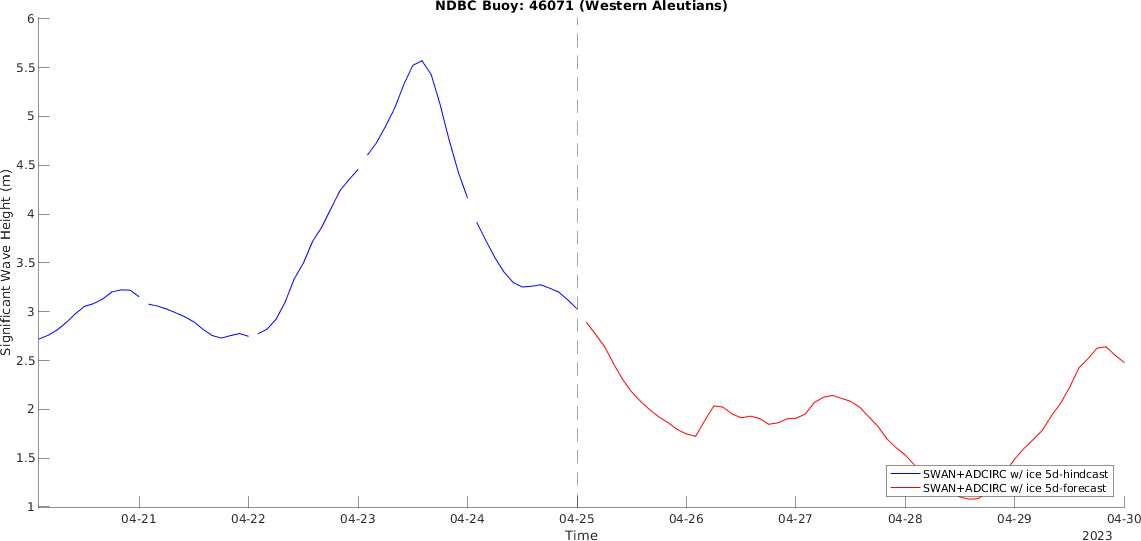 NDBC Buoy: 46071 (Western Aleutians)
6
5.5
5
4.5
4
3.5
3
2.5
2
1.5
1
Significant Wave Height (m)
SWAN+ADCIRC w/ ice 5d-hindcast
SWAN+ADCIRC w/ ice 5d-forecast
04-21 04-22 04-23 04-24 04-25 04-26 04-27 04-28 04-29 04-30
Time
2023